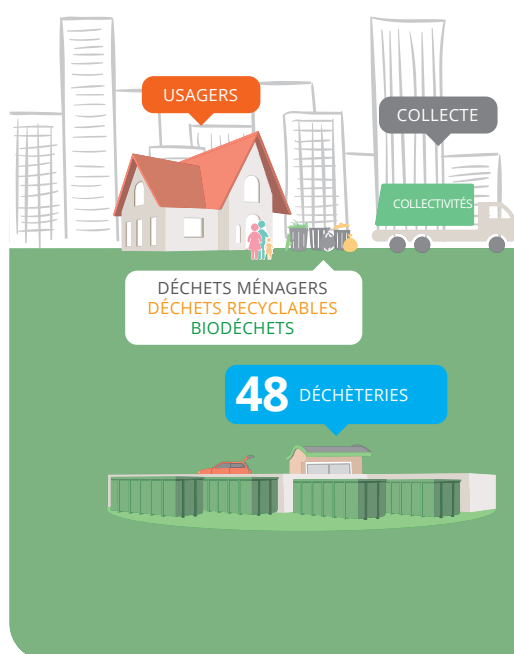 USAGERS
COLLECTE
COLLECTIVITÉS
DÉCHETS MÉNAGERS
DÉCHETS RECYCLABLES
BIODÉCHETS
48 DÉCHÈTERIES